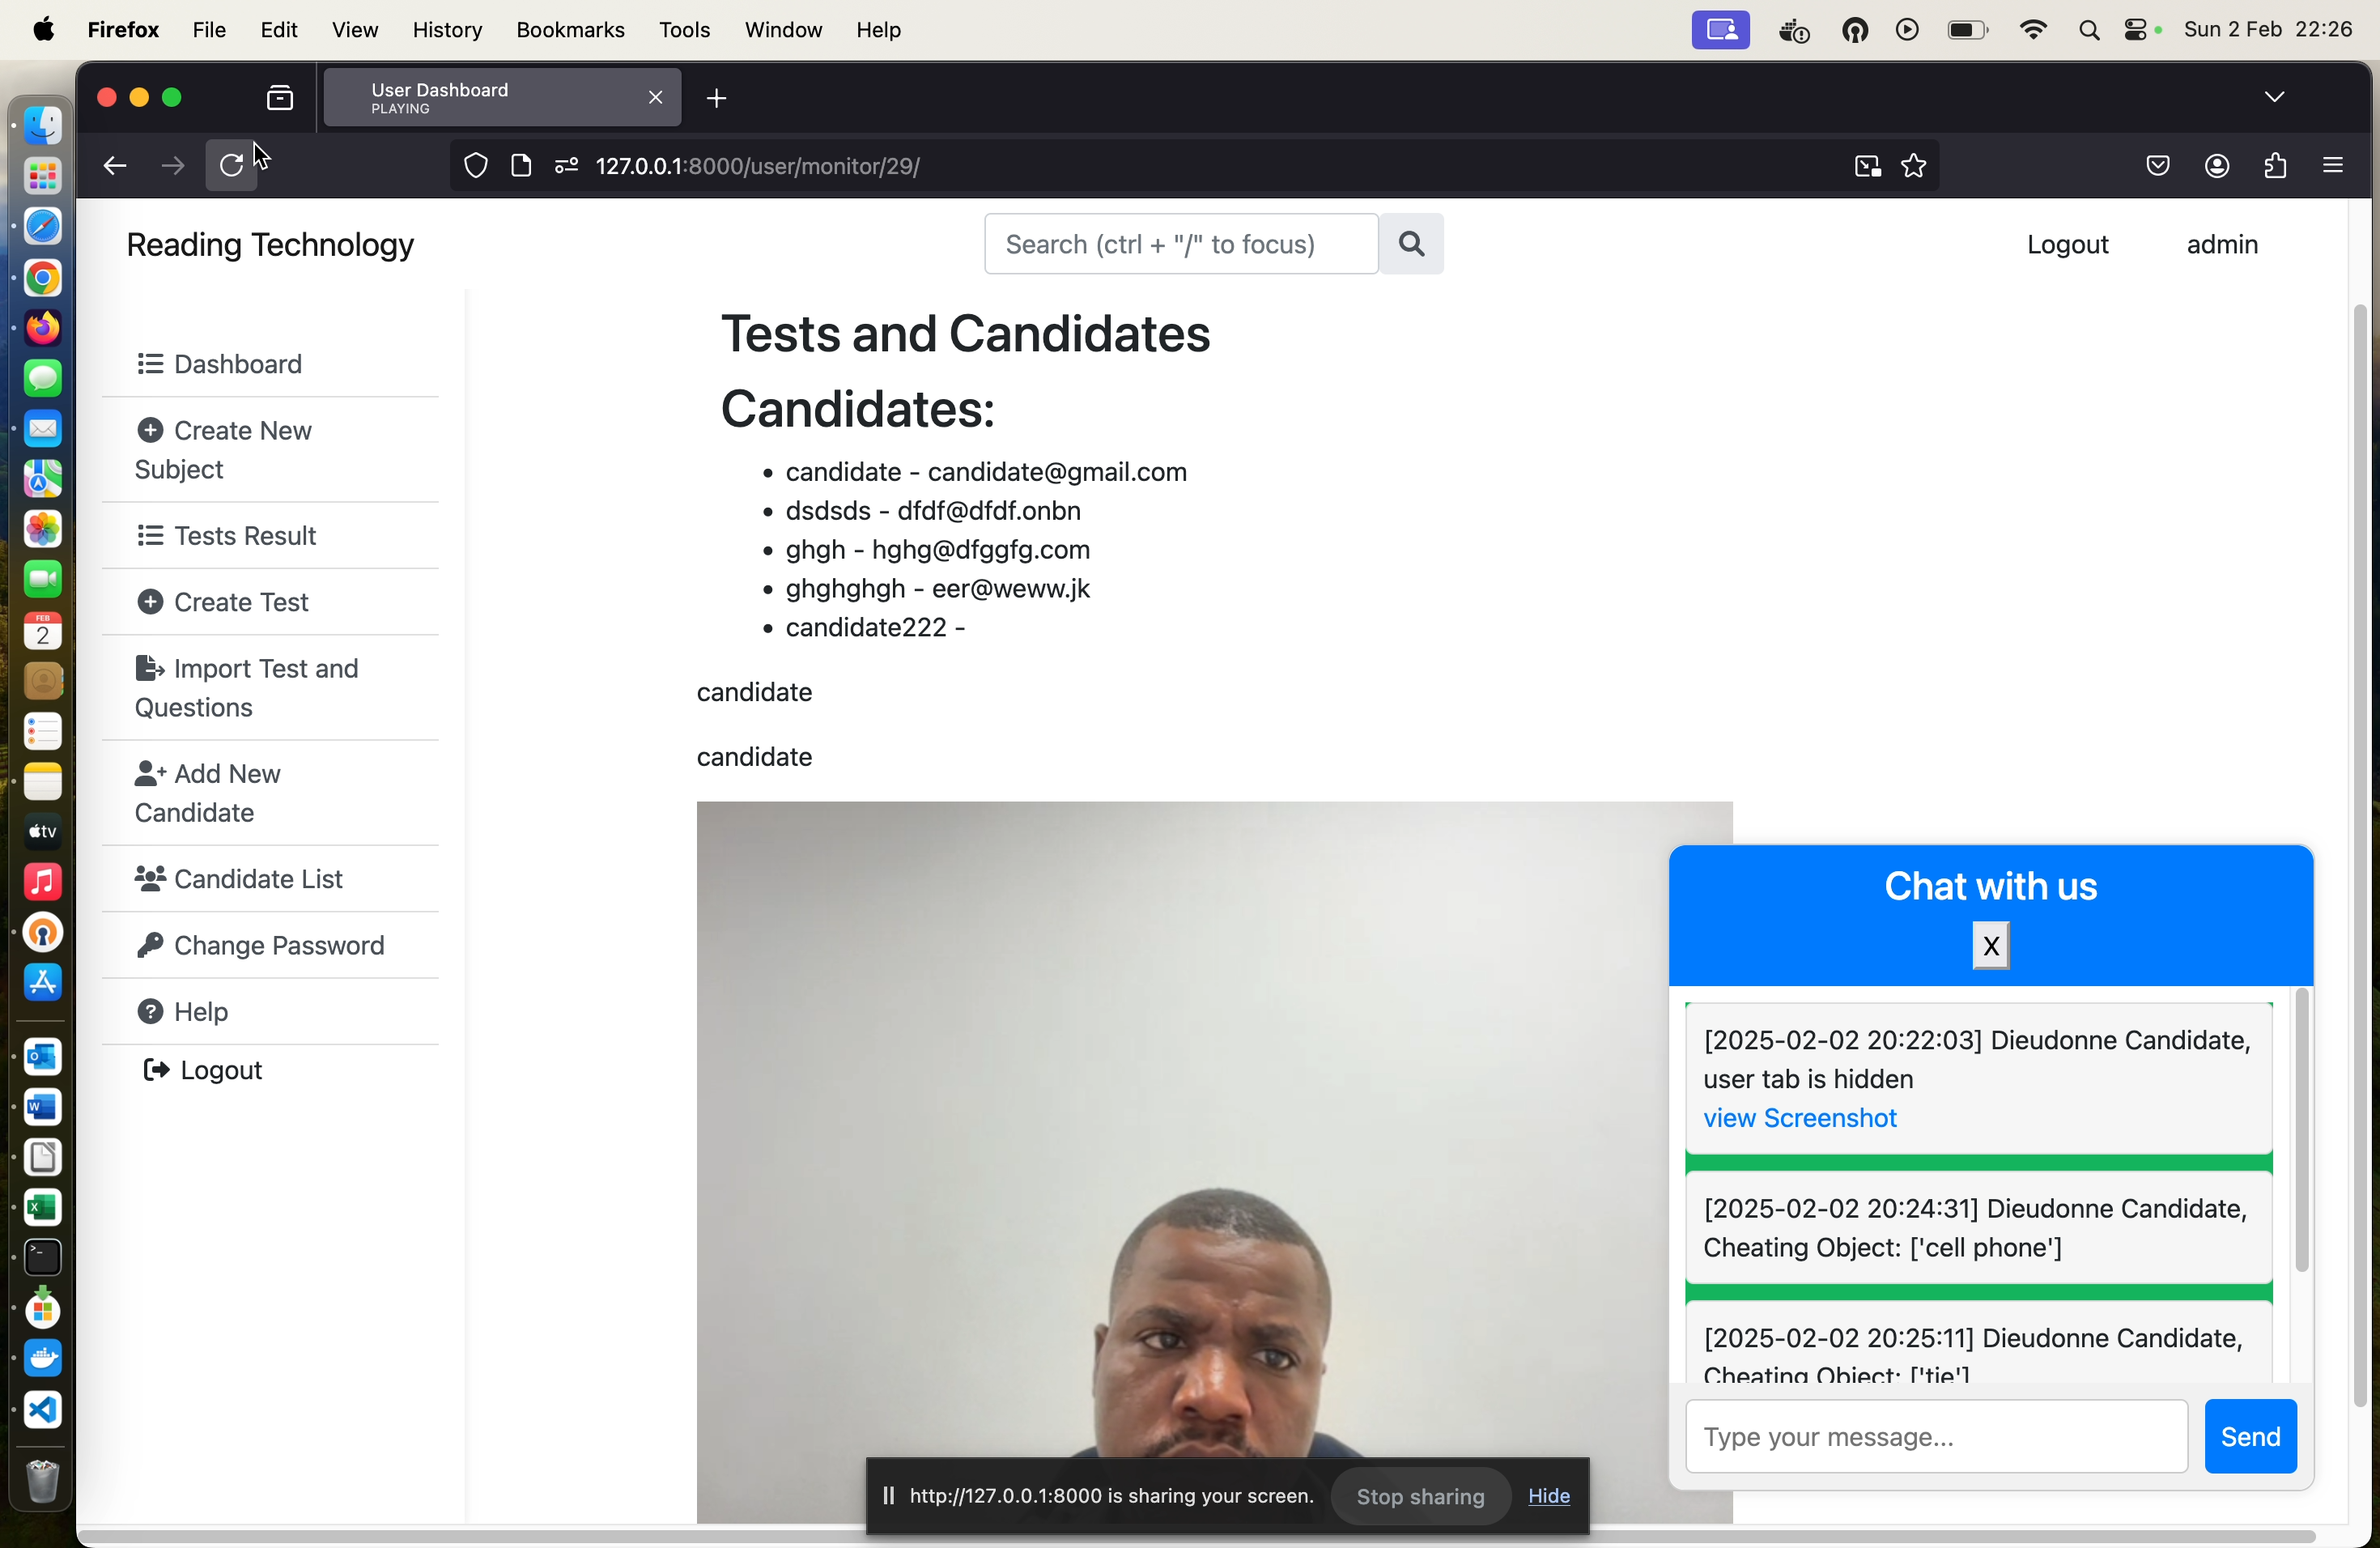 Firefox File Edit View History Bookmarks Tools Window Help Sun 2 Feb 22:26
User Dashboard
PLAYING
127.0.0.1:8000/user/monitor/29/
Reading Technology
Search (ctrl + "/" to focus)
Logout admin
Dashboard
Create New
Subject
Tests Result
Create Test
Import Test and
Questions
Add New
Candidate
Candidate List
Change Password
Help
Logout
Tests and Candidates
Candidates:
• candidate - candidate@gmail.com
• dsdsds - dfdf@dfdf.onbn
• ghgh - hghg@dfggfg.com
• ghghghgh - eer@weww.jk
• candidate222 -
candidate
candidate
Chat with us
X
[2025-02-02 20:22:03] Dieudonne Candidate,
user tab is hidden
view Screenshot
[2025-02-02 20:24:31] Dieudonne Candidate,
Cheating Object: ['cell phone']
[2025-02-02 20:25:11] Dieudonne Candidate,
Cheating Object: ['tie']
Type your message...
Send
http://127.0.0.1:8000 is sharing your screen.
Stop sharing
Hide
FEB
2
tv